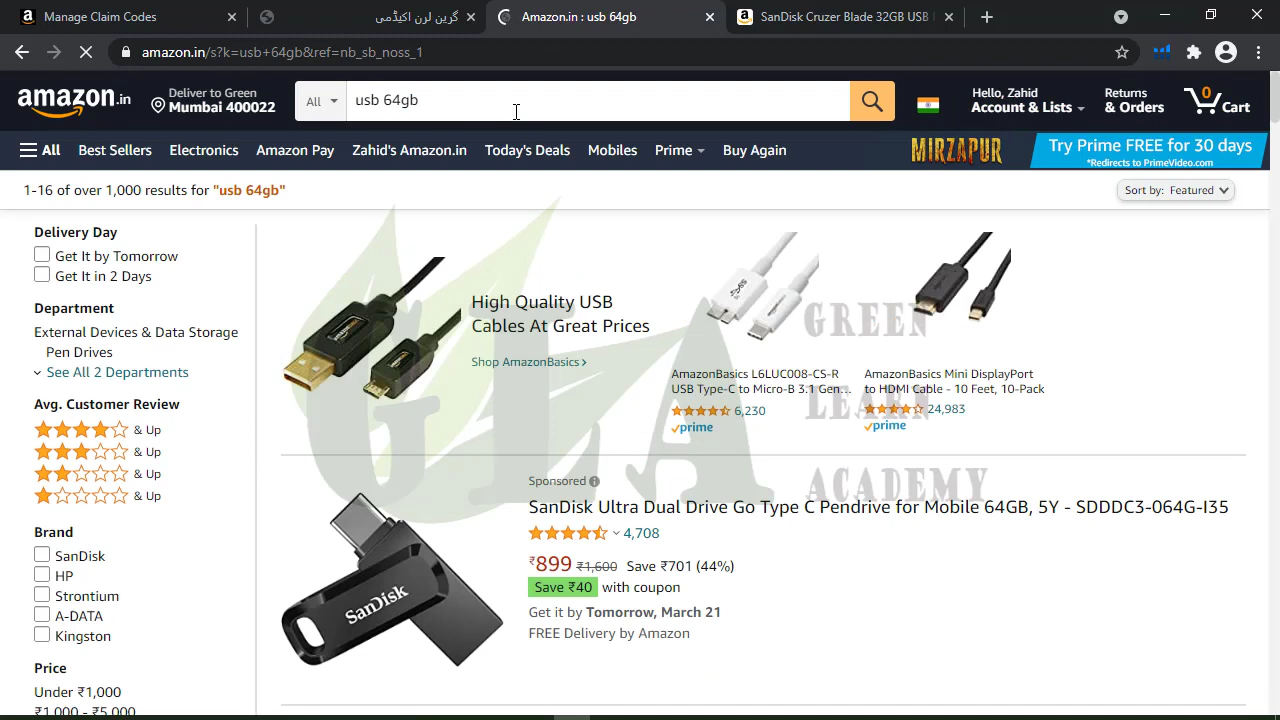 Manage Claim Codes
گرین لرن اکیڈمی
Amazon.in : usb 64gb
SanDisk Cruzer Blade 32GB USB
amazon.in/s?k=usb+64gb&ref=nb_sb_noss_1
amazon.in
Deliver to Green
Mumbai 400022
All
usb 64gb
Hello, Zahid
Account & Lists
Returns
& Orders
0
Cart
All
Best Sellers
Electronics
Amazon Pay
Zahid's Amazon.in
Today's Deals
Mobiles
Prime
Buy Again
MIRZAPUR
Try Prime FREE for 30 days
*Redirects to PrimeVideo.com
1-16 of over 1,000 results for "usb 64gb"
Sort by: Featured
Delivery Day
Get It by Tomorrow
Get It in 2 Days
Department
External Devices & Data Storage
Pen Drives
See All 2 Departments
Avg. Customer Review
& Up
& Up
& Up
& Up
Brand
SanDisk
HP
Strontium
A-DATA
Kingston
Price
Under ₹1,000
₹1,000 - ₹5,000
High Quality USB
Cables At Great Prices
Shop AmazonBasics ›
AmazonBasics L6LUC008-CS-R
USB Type-C to Micro-B 3.1 Gen...
6,230
prime
AmazonBasics Mini DisplayPort
to HDMI Cable - 10 Feet, 10-Pack
24,983
prime
GLA
GREEN
LEARN
ACADEMY
Sponsored
SanDisk Ultra Dual Drive Go Type C Pendrive for Mobile 64GB, 5Y - SDDDC3-064G-I35
4,708
₹899 ₹1,600 Save ₹701 (44%)
Save ₹40 with coupon
Get it by Tomorrow, March 21
FREE Delivery by Amazon
SanDisk